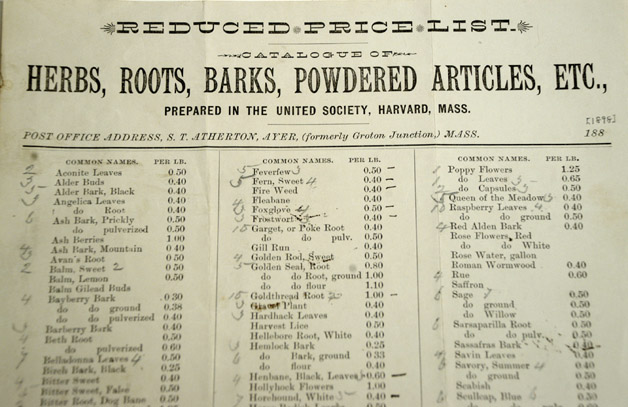 REDUCED PRICE LIST.
CATALOGUE OF
HERBS, ROOTS, BARKS, POWDERED ARTICLES, ETC.,
PREPARED IN THE UNITED SOCIETY, HARVARD, MASS.
[1898]
POST OFFICE ADDRESS, S. T. ATHERTON, AYER, (formerly Groton Junction,) MASS. 188
COMMON NAMES. PER LB.
Aconite Leaves 0.50
Alder Buds 0.40
Alder Bark, Black 0.40
Angelica Leaves 0.40
do Root 0.40
Ash Bark, Prickly 0.50
do pulverized 0.50
Ash Berries 1.00
Ash Bark, Mountain 0.40
Avan's Root 0.50
Balm, Sweet 2 0.50
Balm, Lemon 0.50
Balm Gilead Buds
Bayberry Bark 0.30
do do ground 0.38
do do pulverized 0.40
Barberry Bark 0.40
Beth Root 0.50
do pulverized 0.60
Belladonna Leaves 4 0.50
Birch Bark, Black 0.25
Bitter Sweet 0.40
Bitter Sweet, False 0.50
Bitter Root, Dog Bane 0.50
COMMON NAMES. PER LB.
Feverfew 3 0.50
Fern, Sweet 4 0.40
Fire Weed 0.40
Fleabane 0.40
Foxglove 0.50
Frostwort 0.40
Garget, or Poke Root 0.40
do do pulv. 0.50
Gill Run 0.40
Golden Rod, Sweet 0.50
Golden Seal, Root 0.80
do do Root, ground 1.00
do do flour 1.10
Goldthread Root 1.00
Plant 0.40
Hardhack Leaves 0.40
Harvest Lice 0.50
Hellebore Root, White 0.40
Hemlock Bark 0.25
do Bark, ground 0.33
do flour 0.40
Henbane, Black, Leaves 0.60
Hollyhock Flowers 1.00
Horehound, White 0.40
COMMON NAMES. PER LB.
Poppy Flowers 1.25
do Leaves 0.65
do Capsules 0.50
Queen of the Meadow 0.40
Raspberry Leaves 0.40
do do ground 0.50
Red Alden Bark 0.40
Rose Flowers, Red
do do White
Rose Water, gallon
Roman Wormwood 0.40
Rue 0.60
Saffron
Sage 0.50
do ground 0.50
do Willow 0.50
Sarsaparilla Root 0.50
do do pulv. 0.50
Sassafras Bark 0.40
Savin Leaves 0.40
Savory, Summer 4 0.50
do ground 0.50
Scabish 0.40
Sculcap, Blue 0.50